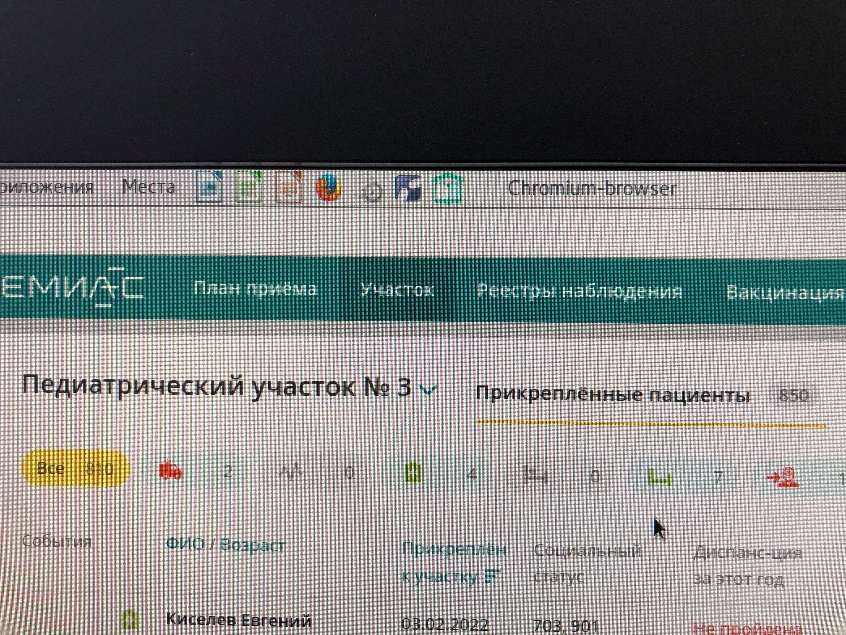 риложения Места Chromium-browser
ЕМИАС План приёма Участок Реестры наблюдения Вакцинация
Педиатрический участок № 3 Прикреплённые пациенты 850
Все 2 0 4 0 7 1
События ФИО / Возраст Прикреплён Социальный Диспанс-ция
к участку статус за этот год
Киселев Евгений 03.02.2022 703, 901 Не пройдена